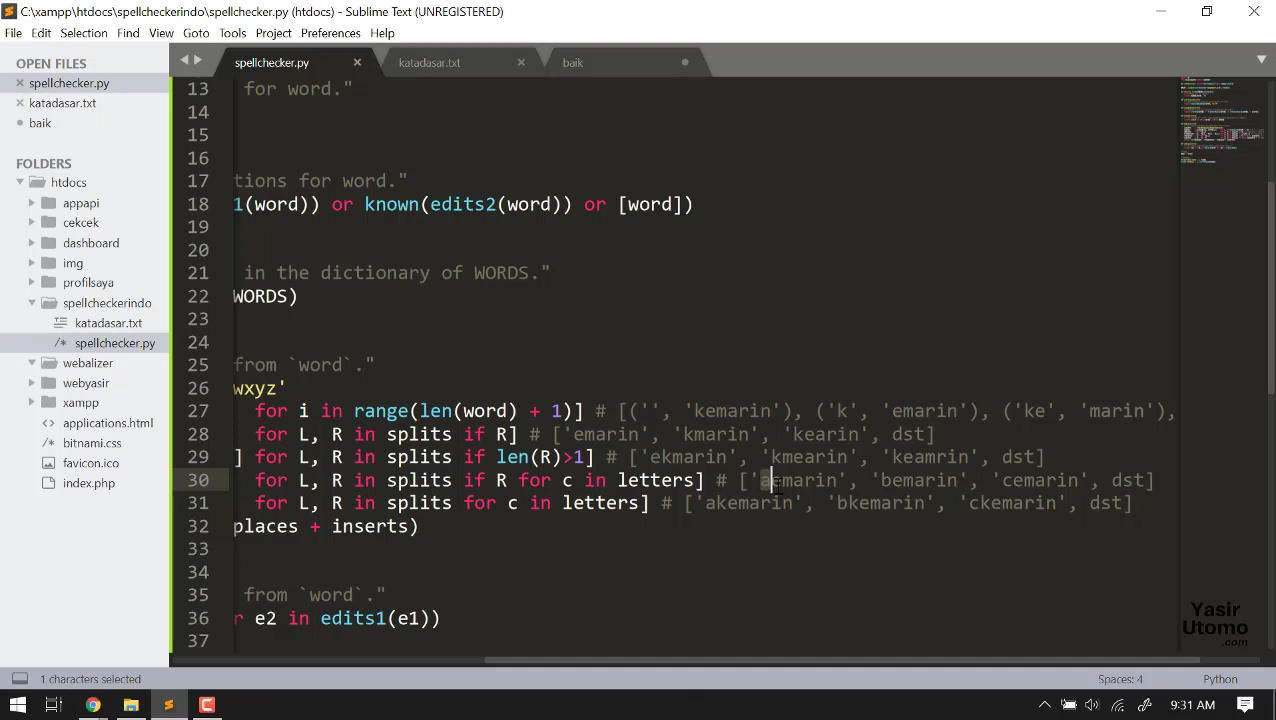 C:\xampp\htdocs\spellcheckerindo\spellchecker.py (htdocs) - Sublime Text (UNREGISTERED)
File Edit Selection Find View Goto Tools Project Preferences Help
OPEN FILES
spellchecker.py
katadasar.txt
baik
FOLDERS
htdocs
appapi
cekcek
dashboard
img
profilsaya
spellcheckerindo
katadasar.txt
spellchecker.py
webalizer
webyasir
xampp
applications.html
bitnami.css
favicon.ico
index.php
spellchecker.py katadasar.txt baik
13 for word."
14
15
16
17 tions for word."
18 1(word)) or known(edits2(word)) or [word])
19
20
21 in the dictionary of WORDS."
22 WORDS)
23
24
25 from `word`."
26 wxyz'
27 for i in range(len(word) + 1)] # [('', 'kemarin'), ('k', 'emarin'), ('ke', 'marin'),
28 for L, R in splits if R] # ['emarin', 'kmarin', 'kearin', dst]
29 ] for L, R in splits if len(R)>1] # ['ekmarin', 'kmearin', 'keamrin', dst]
30 for L, R in splits if R for c in letters] # ['aemarin', 'bemarin', 'cemarin', dst]
31 for L, R in splits for c in letters] # ['akemarin', 'bkemarin', 'ckemarin', dst]
32 places + inserts)
33
34
35 from `word`."
36 r e2 in edits1(e1))
37
Yasir
Utomo
.com
1 characters selected Spaces: 4 Python
9:31 AM